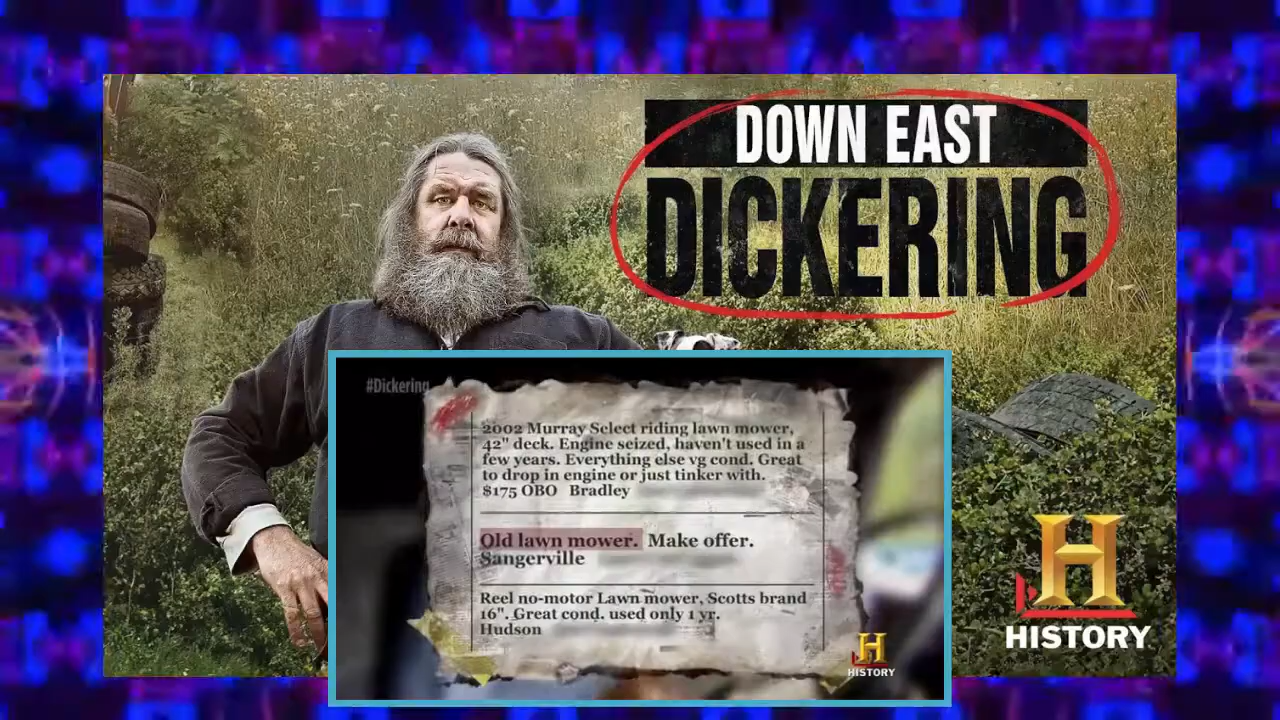 DOWN EAST
DICKERING
#Dickering
2002 Murray Select riding lawn mower,
42" deck. Engine seized, haven't used in a
few years. Everything else vg cond. Great
to drop in engine or just tinker with.
$175 OBO Bradley
Old lawn mower. Make offer.
Sangerville
Reel no-motor Lawn mower, Scotts brand
16". Great cond. used only 1 yr.
Hudson
H
HISTORY
H
HISTORY